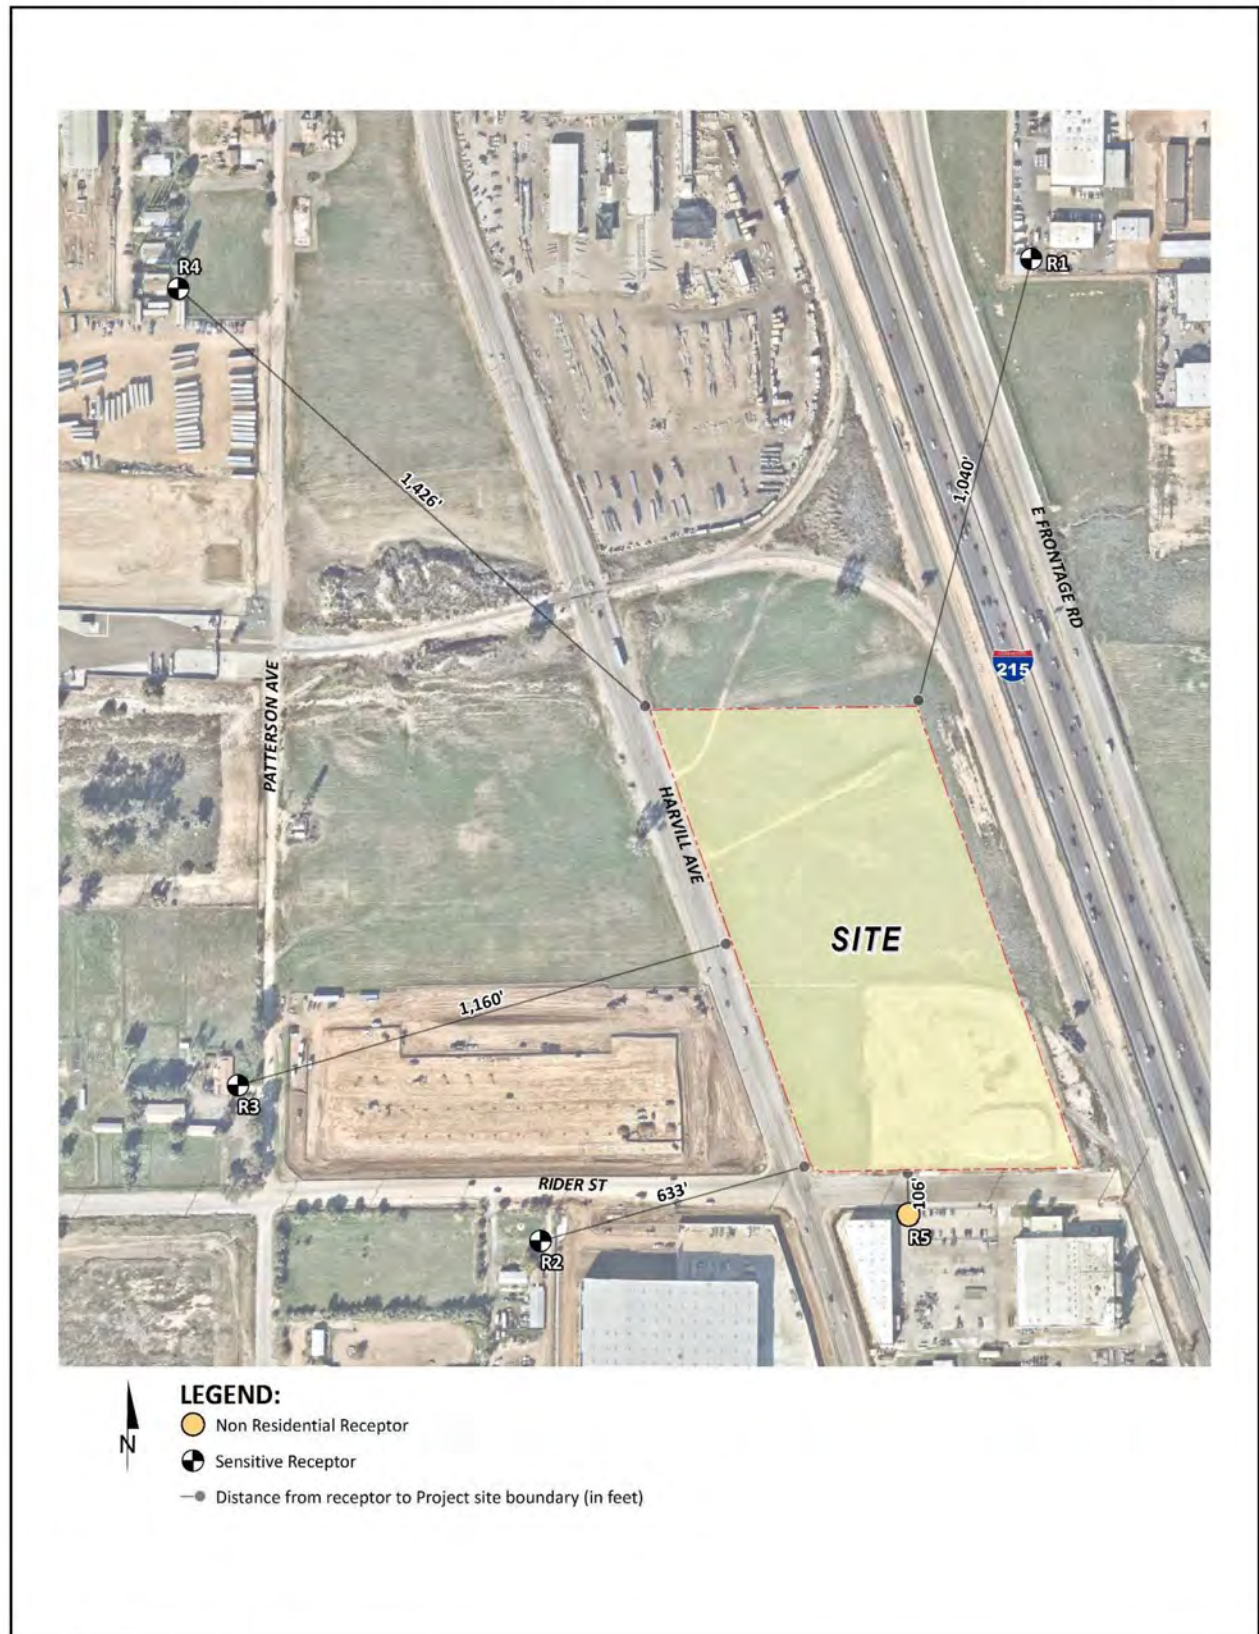 R4
R1
1,426'
1,040'
E FRONTAGE RD
215
PATTERSON AVE
HARVILL AVE
SITE
1,160'
R3
RIDER ST
633'
106'
R2
R5
LEGEND:
Non Residential Receptor
Sensitive Receptor
N
Distance from receptor to Project site boundary (in feet)